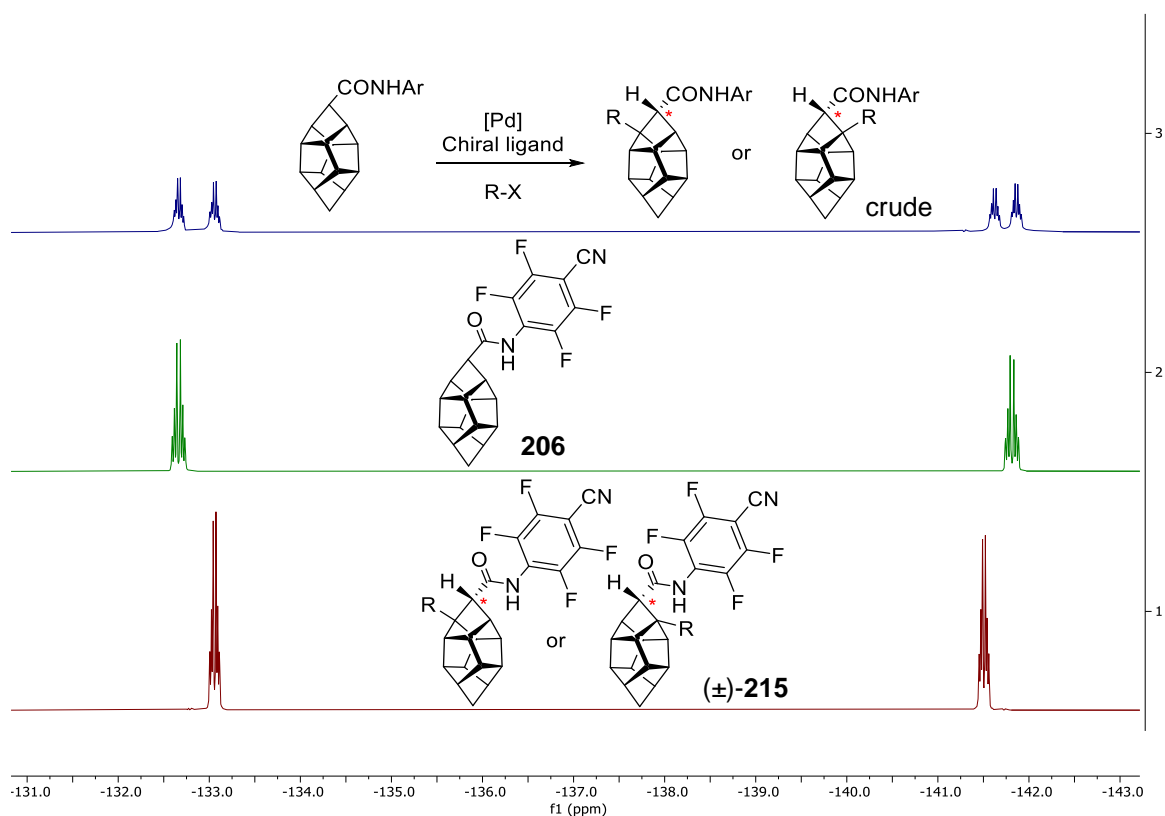 CONHAr
[Pd]
Chiral ligand
R-X
H
CONHAr
*
R
or
H
CONHAr
*
R
crude
3
F
CN
F
F
F
O
N
H
206
2
F
CN
F
F
F
O
N
H
H
*
R
or
F
CN
F
F
F
O
N
H
H
*
R
(±)-215
1
-131.0 -132.0 -133.0 -134.0 -135.0 -136.0 -137.0 -138.0 -139.0 -140.0 -141.0 -142.0 -143.0
f1 (ppm)